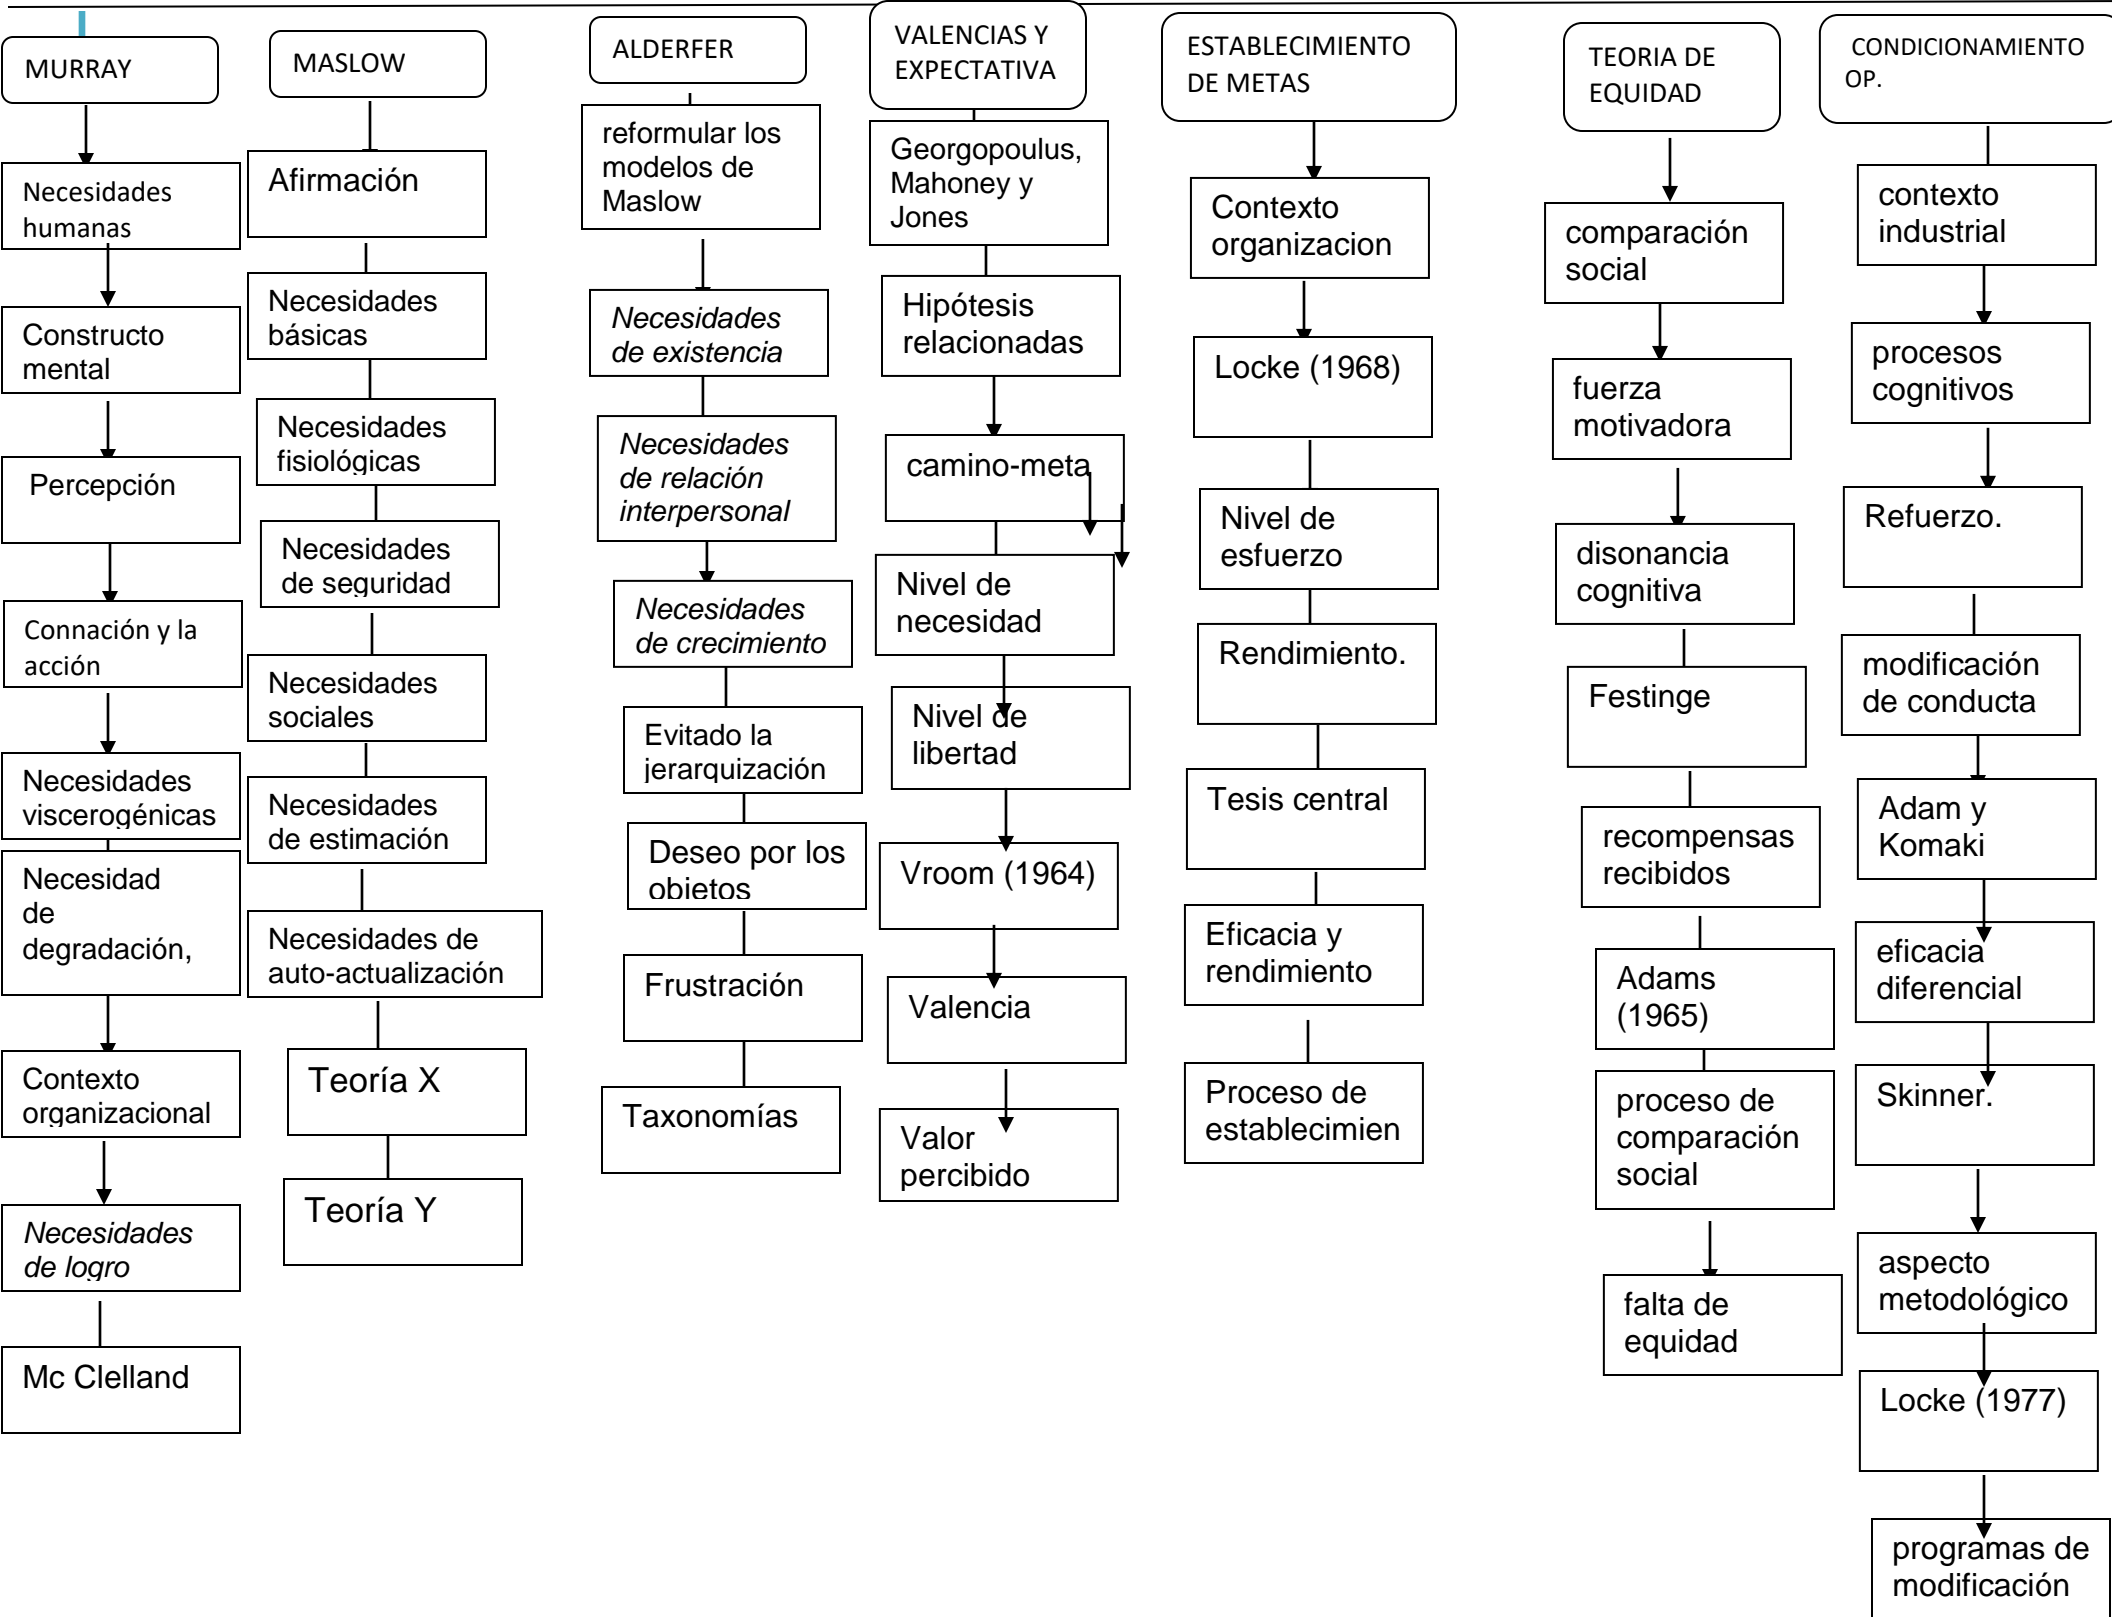 MURRAY
Necesidades
humanas
Constructo
mental
Percepción
Connación y la
acción
Necesidades
viscerogénicas
Necesidad
de
degradación,
Contexto
organizacional
Necesidades
de logro
Mc Clelland
MASLOW
Afirmación
Necesidades
básicas
Necesidades
fisiológicas
Necesidades
de seguridad
Necesidades
sociales
Necesidades
de estimación
Necesidades de
auto-actualización
Teoría X
Teoría Y
ALDERFER
reformular los
modelos de
Maslow
Necesidades
de existencia
Necesidades
de relación
interpersonal
Necesidades
de crecimiento
Evitado la
jerarquización
Deseo por los
objetos
Frustración
Taxonomías
VALENCIAS Y
EXPECTATIVA
Georgopoulus,
Mahoney y
Jones
Hipótesis
relacionadas
camino-meta
Nivel de
necesidad
Nivel de
libertad
Vroom (1964)
Valencia
Valor
percibido
ESTABLECIMIENTO
DE METAS
Contexto
organizacion
Locke (1968)
Nivel de
esfuerzo
Rendimiento.
Tesis central
Eficacia y
rendimiento
Proceso de
establecimien
TEORIA DE
EQUIDAD
comparación
social
fuerza
motivadora
disonancia
cognitiva
Festinge
recompensas
recibidos
Adams
(1965)
proceso de
comparación
social
falta de
equidad
CONDICIONAMIENTO
OP.
contexto
industrial
procesos
cognitivos
Refuerzo.
modificación
de conducta
Adam y
Komaki
eficacia
diferencial
Skinner.
aspecto
metodológico
Locke (1977)
programas de
modificación